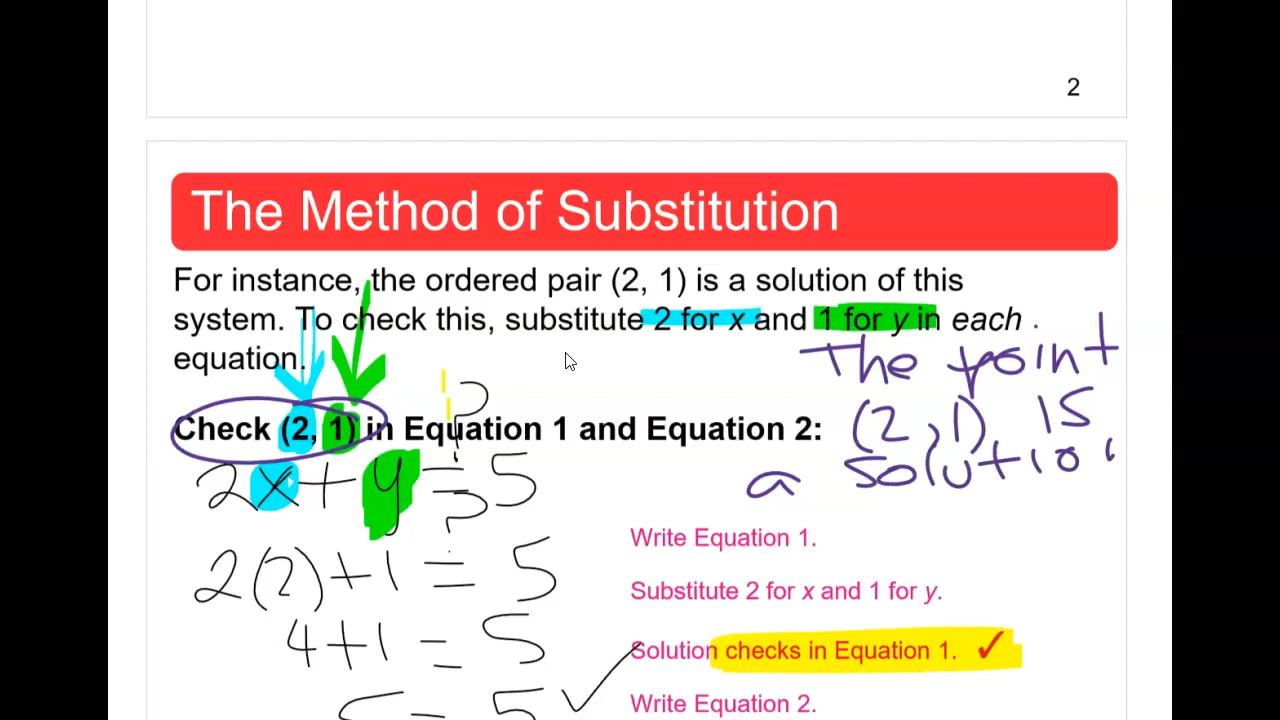 2
The Method of Substitution
For instance, the ordered pair (2, 1) is a solution of this
system. To check this, substitute 2 for x and 1 for y in each
equation.
The point
(2,1) is
a solution
Check (2, 1) in Equation 1 and Equation 2:
?
2x+y=5
?
2(2)+1=5
4+1=5
5=5 ✓
Write Equation 1.
Substitute 2 for x and 1 for y.
Solution checks in Equation 1. ✓
Write Equation 2.